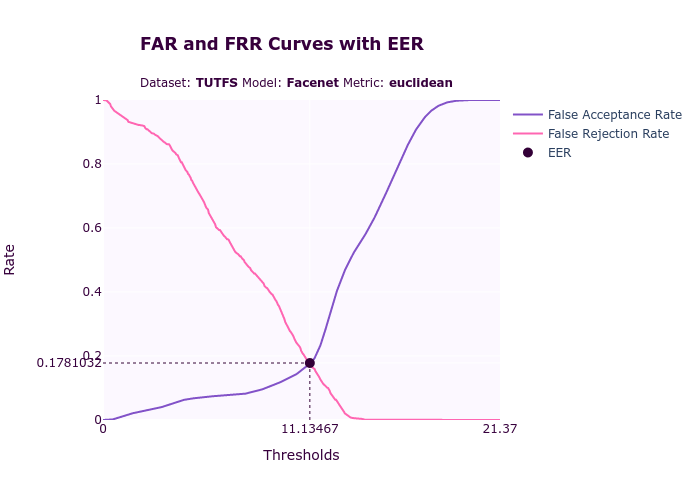 FAR and FRR Curves with EER
Dataset: TUTFS Model: Facenet Metric: euclidean
False Acceptance Rate
False Rejection Rate
EER
Rate
1
0.8
0.6
0.4
0.2
0.1781032
0
0
11.13467
21.37
Thresholds